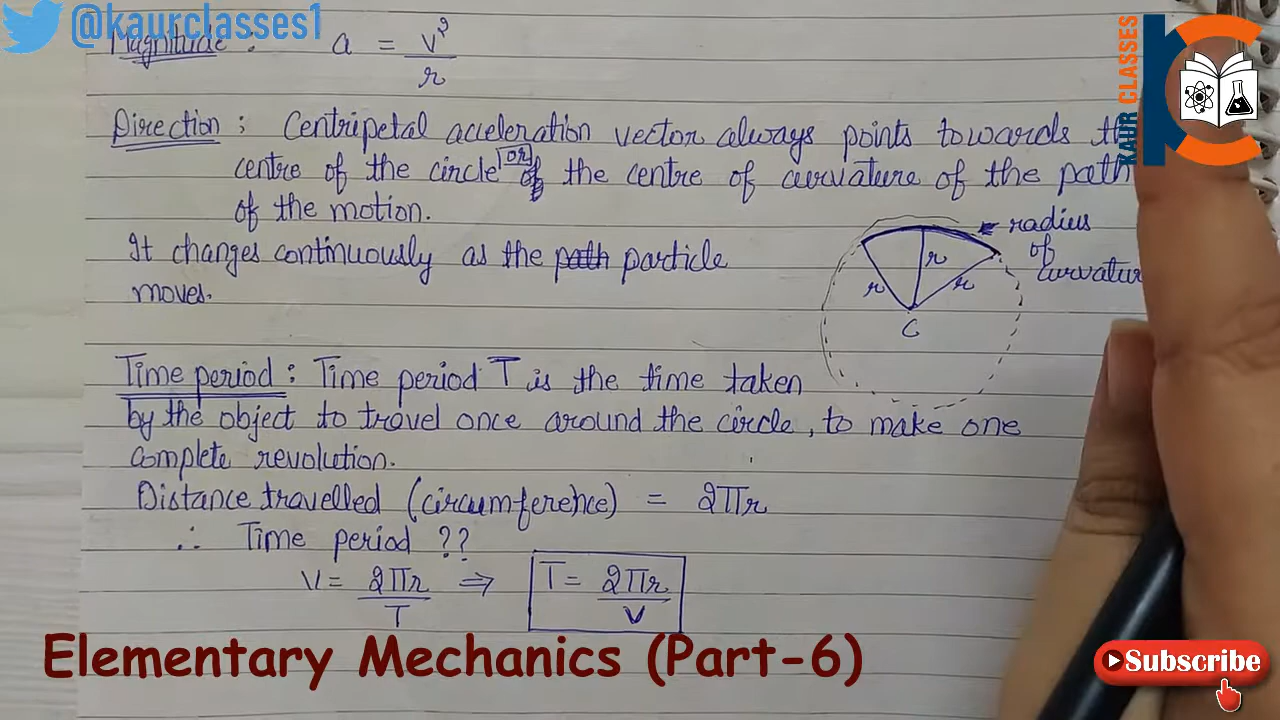 @kaurclasses1
Magnitude : a = v²/r
KAUR CLASSES
Direction : Centripetal acceleration vector always points towards th
centre of the circle or the centre of curvature of the path
of the motion.
It changes continuously as the path particle
moves.
radius
of
curvatur
r r r
C
Time period : Time period T is the time taken
by the object to travel once around the circle, to make one
complete revolution.
Distance travelled (circumference) = 2πr
∴ Time period ??
V = 2πr/T ⇒ T = 2πr/V
Elementary Mechanics (Part-6)
Subscribe